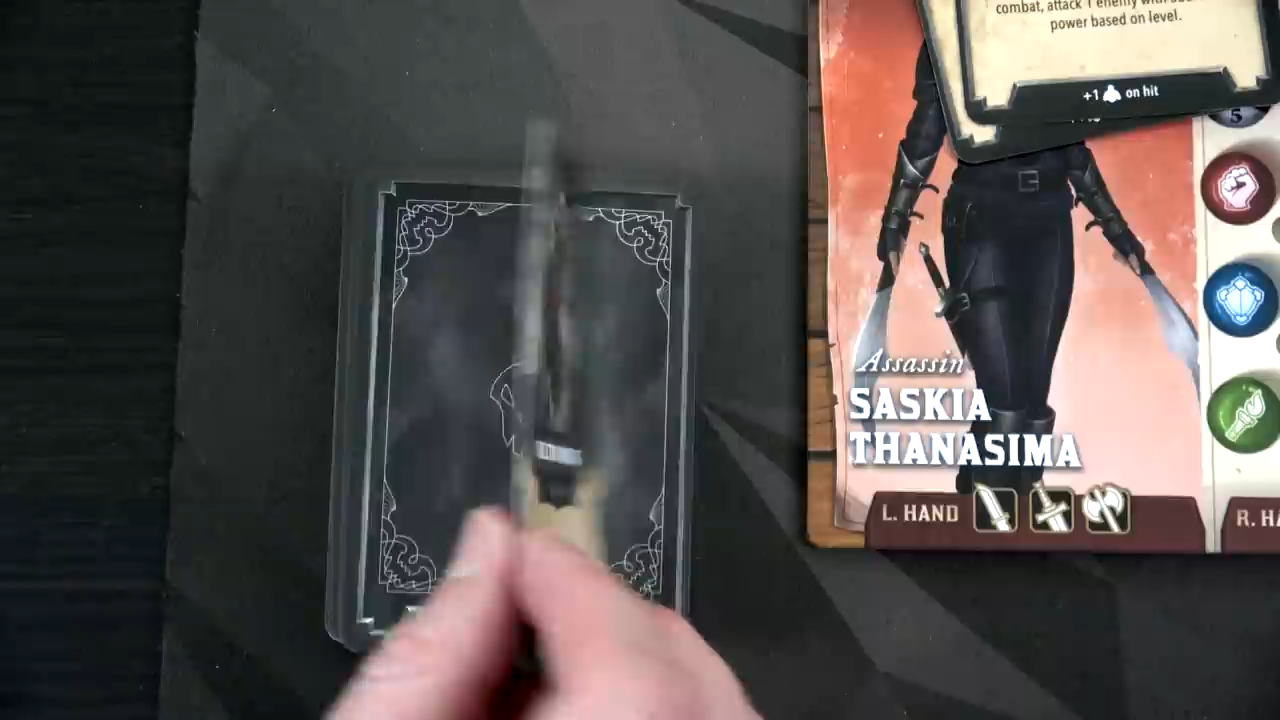 combat, attack 1 enemy with
power based on level.
+1 on hit
5
Assassin
SASKIA
THANASIMA
L. HAND
R. HA